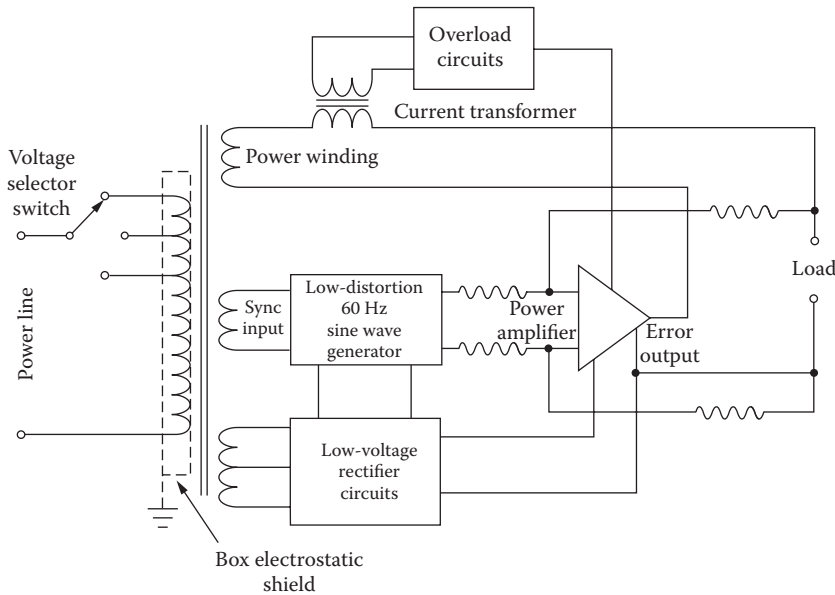 Overload
circuits
Current transformer
Power winding
Voltage
selector
switch
Power line
Sync
input
Low-distortion
60 Hz
sine wave
generator
Power
amplifier
Error
output
Load
Low-voltage
rectifier
circuits
Box electrostatic
shield